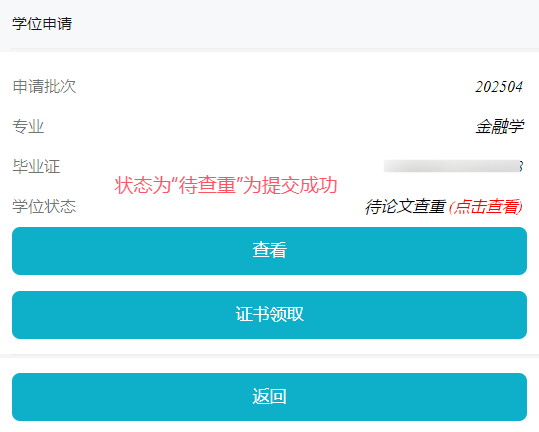 学位申请
申请批次 202504
专业 金融学
毕业证
状态为“待查重”为提交成功
学位状态 待论文查重 (点击查看)
查看
证书领取
返回